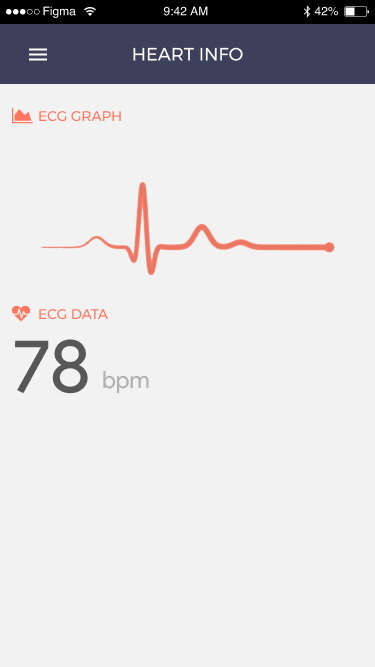 Figma 9:42 AM 42%
HEART INFO
ECG GRAPH
ECG DATA
78 bpm